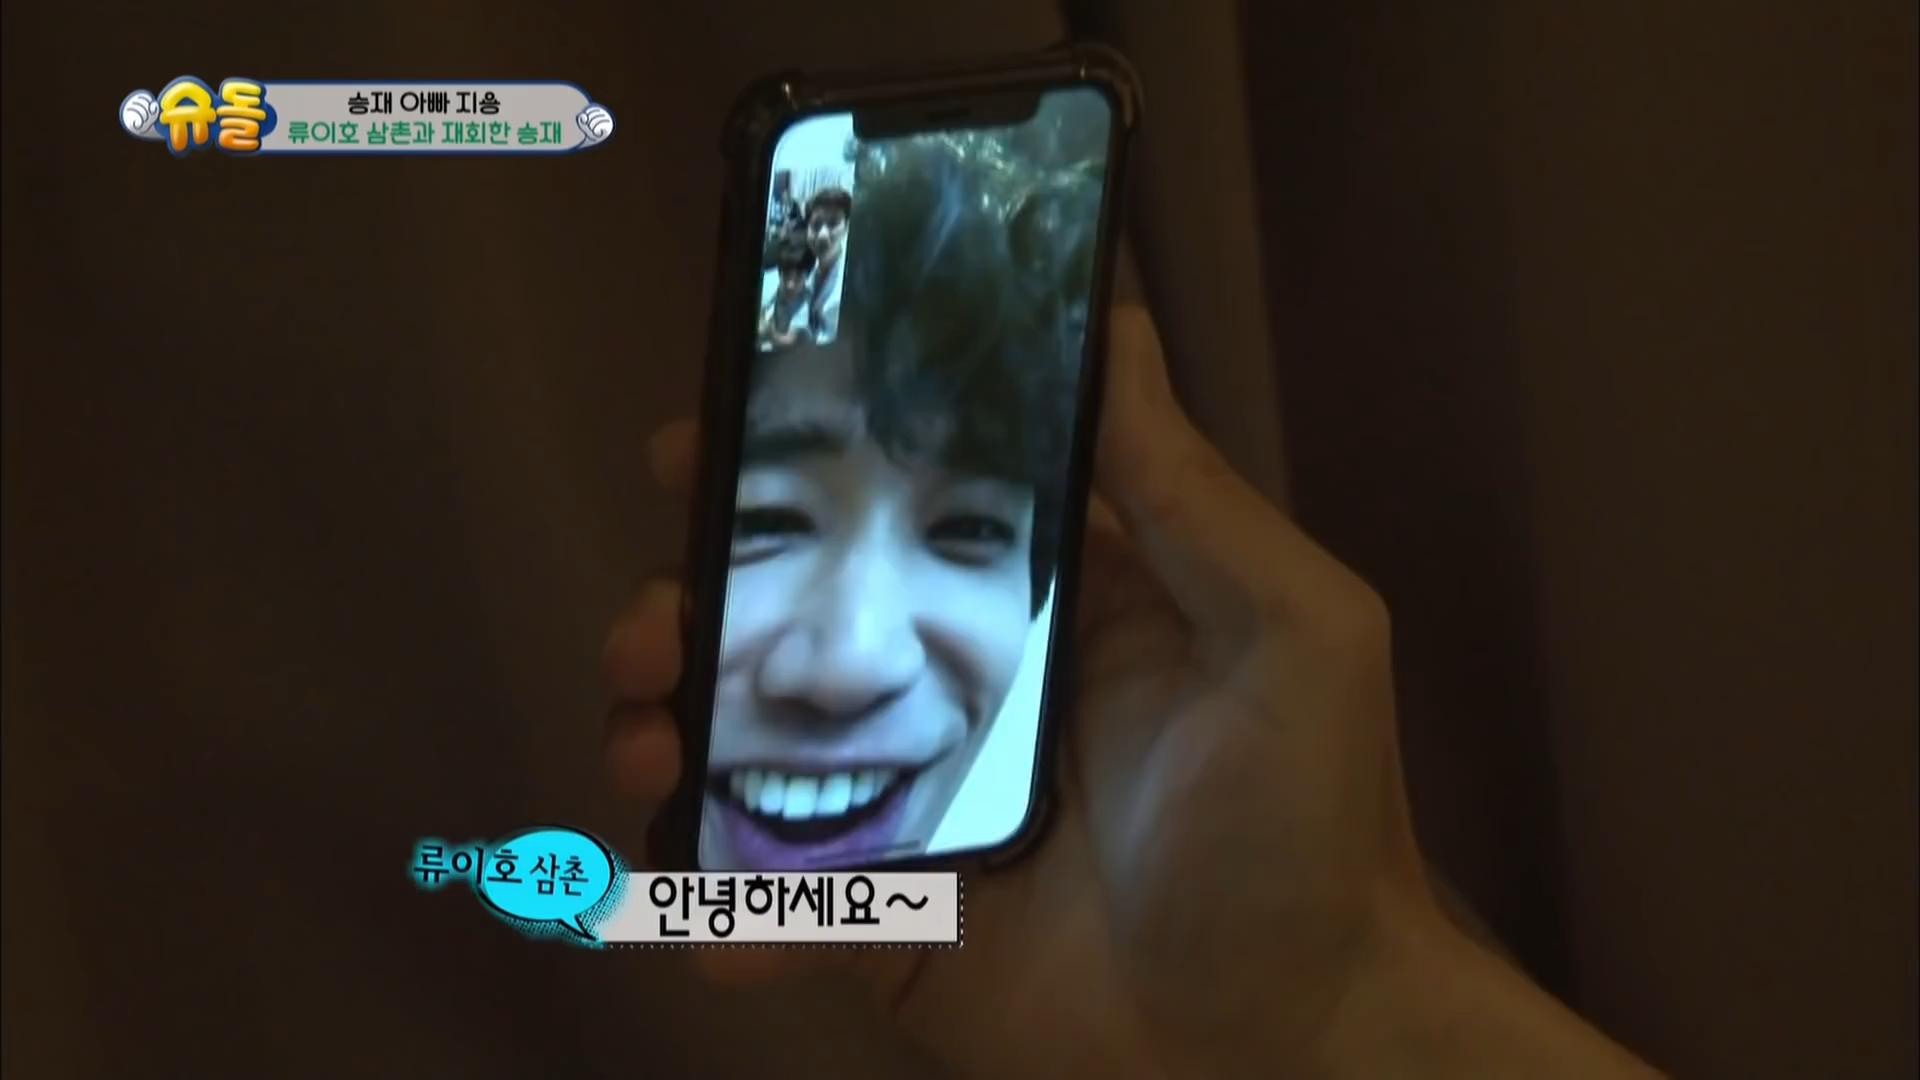 슈돌
승재 아빠 지용
류이호 삼촌과 재회한 승재
류이호 삼촌
안녕하세요~